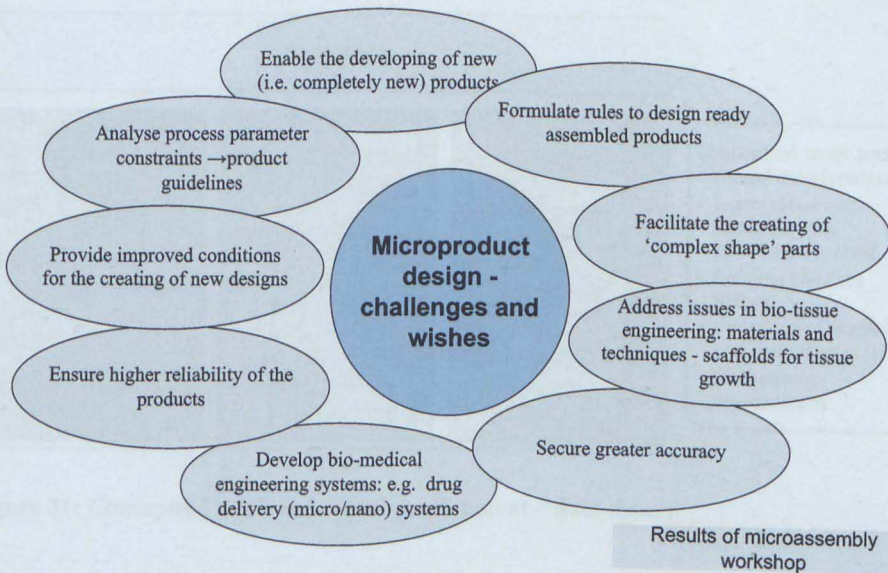 Enable the developing of new
(i.e. completely new) products
Formulate rules to design ready
assembled products
Analyse process parameter
constraints →product
guidelines
Facilitate the creating of
‘complex shape’ parts
Microproduct
design -
challenges and
wishes
Provide improved conditions
for the creating of new designs
Address issues in bio-tissue
engineering: materials and
techniques - scaffolds for tissue
growth
Ensure higher reliability of the
products
Secure greater accuracy
Develop bio-medical
engineering systems: e.g. drug
delivery (micro/nano) systems
Results of microassembly
workshop